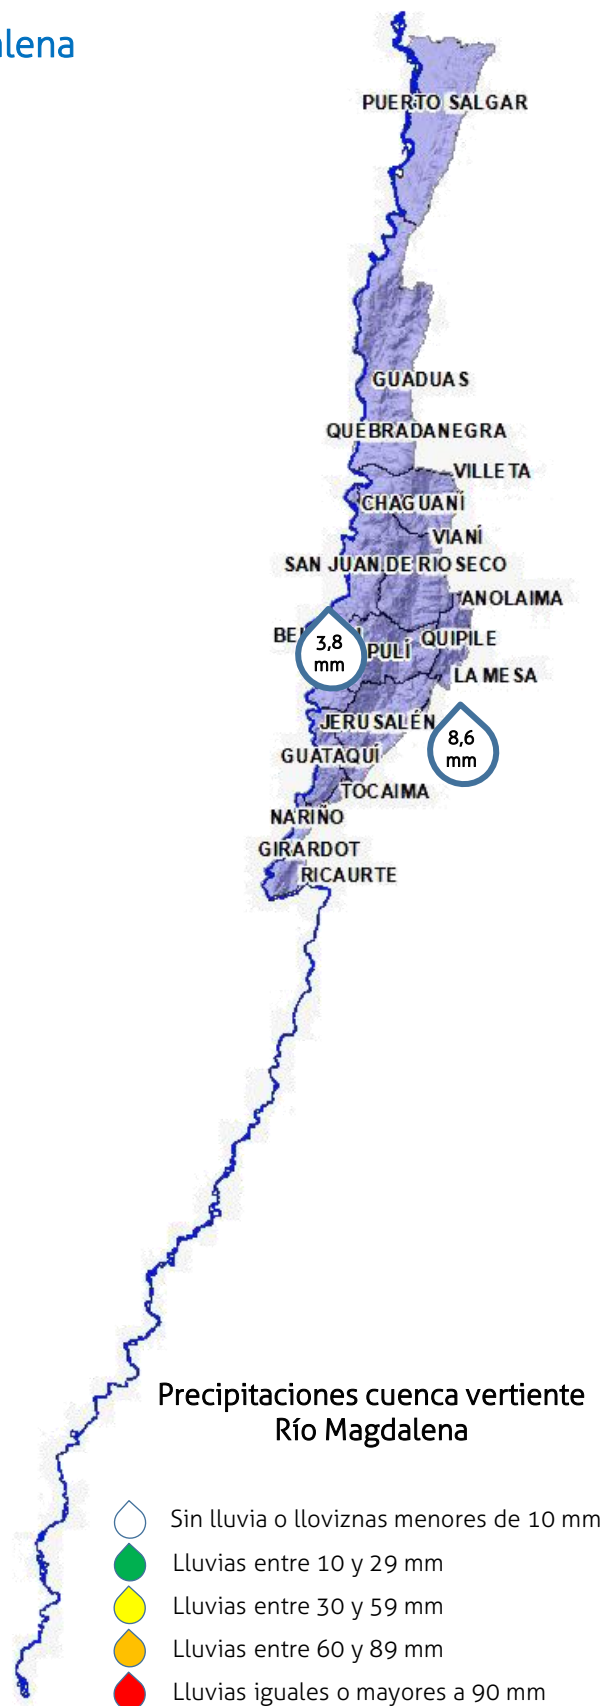 alena
PUERTO SALGAR
GUADUAS
QUEBRADANEGRA
VILLETA
CHAGUANÍ
VIANÍ
SAN JUAN DE RIO SECO
ANOLAIMA
3,8
mm
PULÍ
QUIPILE
LA MESA
JERUSALÉN
8,6
mm
GUATAQUÍ
TOCAIMA
NARIÑO
GIRARDOT
RICAURTE
Precipitaciones cuenca vertiente
Río Magdalena
Sin lluvia o lloviznas menores de 10 mm
Lluvias entre 10 y 29 mm
Lluvias entre 30 y 59 mm
Lluvias entre 60 y 89 mm
Lluvias iguales o mayores a 90 mm